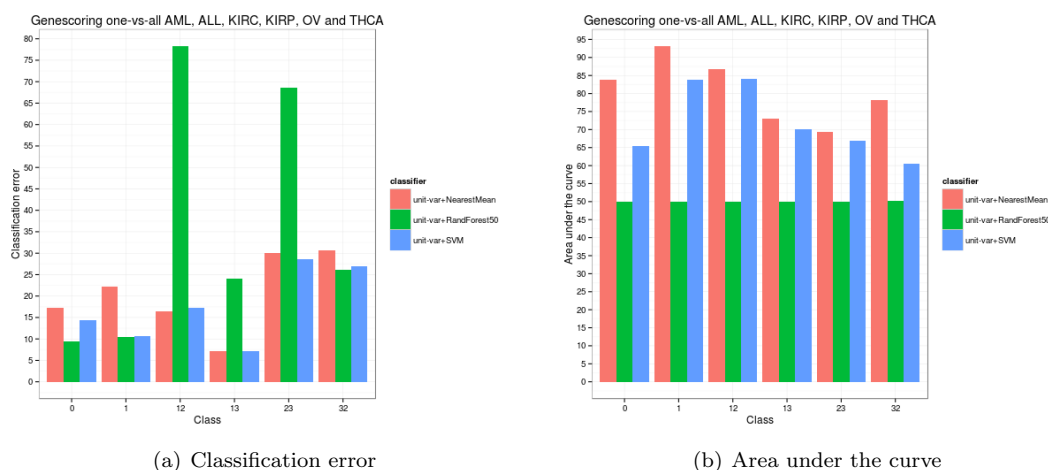 Genescoring one-vs-all AML, ALL, KIRC, KIRP, OV and THCA
80
75
70
65
60
55
50
45
40
35
30
25
20
15
10
5
0
Classification error
0 1 12 13 23 32
Class
classifier
unit-var+NearestMean
unit-var+RandForest50
unit-var+SVM
(a) Classification error
Genescoring one-vs-all AML, ALL, KIRC, KIRP, OV and THCA
95
90
85
80
75
70
65
60
55
50
45
40
35
30
25
20
15
10
5
0
Area under the curve
0 1 12 13 23 32
Class
classifier
unit-var+NearestMean
unit-var+RandForest50
unit-var+SVM
(b) Area under the curve